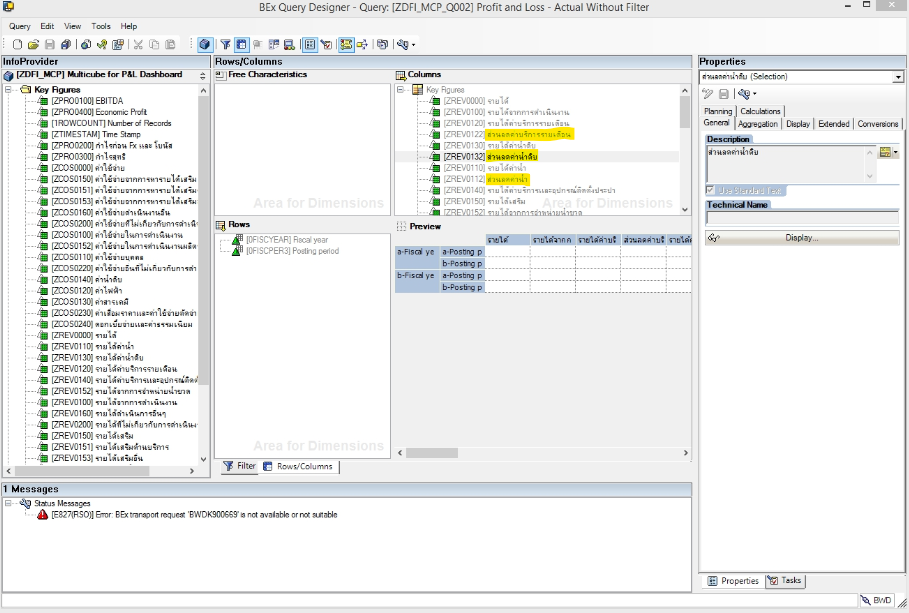 BEx Query Designer - Query: [ZDFI_MCP_Q002] Profit and Loss - Actual Without Filter
Query Edit View Tools Help
InfoProvider
[ZDFI_MCP] Multicube for P&L Dashboard
Key Figures
[ZPRO0100] EBITDA
[ZPRO0400] Economic Profit
[1ROWCOUNT] Number of Records
[ZTIMESTAM] Time Stamp
[ZPRO0200] กำไรก่อน Fx และ โบนัส
[ZPRO0300] กำไรสุทธิ
[ZCOS0000] ค่าใช้จ่าย
[ZCOS0150] ค่าใช้จ่ายจากการหารายได้เสริม
[ZCOS0151] ค่าใช้จ่ายจากการหารายได้เสริม
[ZCOS0153] ค่าใช้จ่ายจากการหารายได้เสริม
[ZCOS0160] ค่าใช้จ่ายดำเนินงานอื่น
[ZCOS0200] ค่าใช้จ่ายที่ไม่เกี่ยวกับการดำเนิ
[ZCOS0100] ค่าใช้จ่ายในการดำเนินงาน
[ZCOS0152] ค่าใช้จ่ายในการดำเนินงานผลิต
[ZCOS0110] ค่าใช้จ่ายบุคคล
[ZCOS0220] ค่าใช้จ่ายอื่นที่ไม่เกี่ยวกับการดำ
[ZCOS0140] ค่าน้ำดิบ
[ZCOS0120] ค่าไฟฟ้า
[ZCOS0130] ค่าสารเคมี
[ZCOS0230] ค่าเสื่อมราคาและค่าใช้จ่ายตัดจ่า
[ZCOS0240] ดอกเบี้ยจ่ายและค่าธรรมเนียม
[ZREV0000] รายได้
[ZREV0110] รายได้ค่าน้ำ
[ZREV0130] รายได้ค่าน้ำดิบ
[ZREV0120] รายได้ค่าบริการรายเดือน
[ZREV0140] รายได้ค่าบริการและอุปกรณ์ติดตั้
[ZREV0152] รายได้จากการจำหน่ายน้ำขวด
[ZREV0100] รายได้จากการดำเนินงาน
[ZREV0160] รายได้ดำเนินการอื่นๆ
[ZREV0200] รายได้ที่ไม่เกี่ยวกับการดำเนินง
[ZREV0150] รายได้เสริม
[ZREV0151] รายได้เสริมด้านบริการ
[ZREV0153] รายได้เสริมอื่น
Rows/Columns
Free Characteristics
Area for Dimensions
Columns
Key Figures
[ZREV0000] รายได้
[ZREV0100] รายได้จากการดำเนินงาน
[ZREV0120] รายได้ค่าบริการรายเดือน
[ZREV0122] ส่วนลดค่าบริการรายเดือน
[ZREV0130] รายได้ค่าน้ำดิบ
[ZREV0132] ส่วนลดค่าน้ำดิบ
[ZREV0110] รายได้ค่าน้ำ
[ZREV0112] ส่วนลดค่าน้ำ
[ZREV0140] รายได้ค่าบริการและอุปกรณ์ติดตั้งประปา
[ZREV0150] รายได้เสริม
[ZREV0152] รายได้จากการจำหน่ายน้ำขวด
Area for Dimensions
Rows
[0FISCYEAR] Fiscal year
[0FISCPER3] Posting period
Area for Dimensions
Preview
รายได้ รายได้จากก รายได้ค่าบริ ส่วนลดค่าบริ รายได้ค่
a-Fiscal ye a-Posting p
b-Posting p
b-Fiscal ye a-Posting p
b-Posting p
Filter Rows/Columns
Properties
ส่วนลดค่าน้ำดิบ (Selection)
Planning Calculations
General Aggregation Display Extended Conversions
Description
ส่วนลดค่าน้ำดิบ
Use Standard Text
Technical Name
Display...
1 Messages
Status Messages
[E827(RSO)] Error: BEx transport request 'BWDK900669' is not available or not suitable
Properties Tasks
BWD